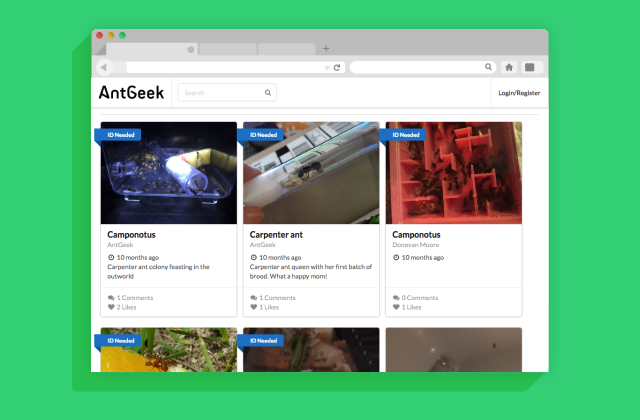 AntGeek
Search
Login/Register
ID Needed
ID Needed
ID Needed
Camponotus
AntGeek
10 months ago
Carpenter ant colony feasting in the
outworld
1 Comments
2 Likes
Carpenter ant
AntGeek
10 months ago
Carpenter ant queen with her first batch of
brood. What a happy mom!
1 Comments
1 Likes
Camponotus
Donovan Moore
10 months ago
0 Comments
1 Likes
ID Needed
ID Needed